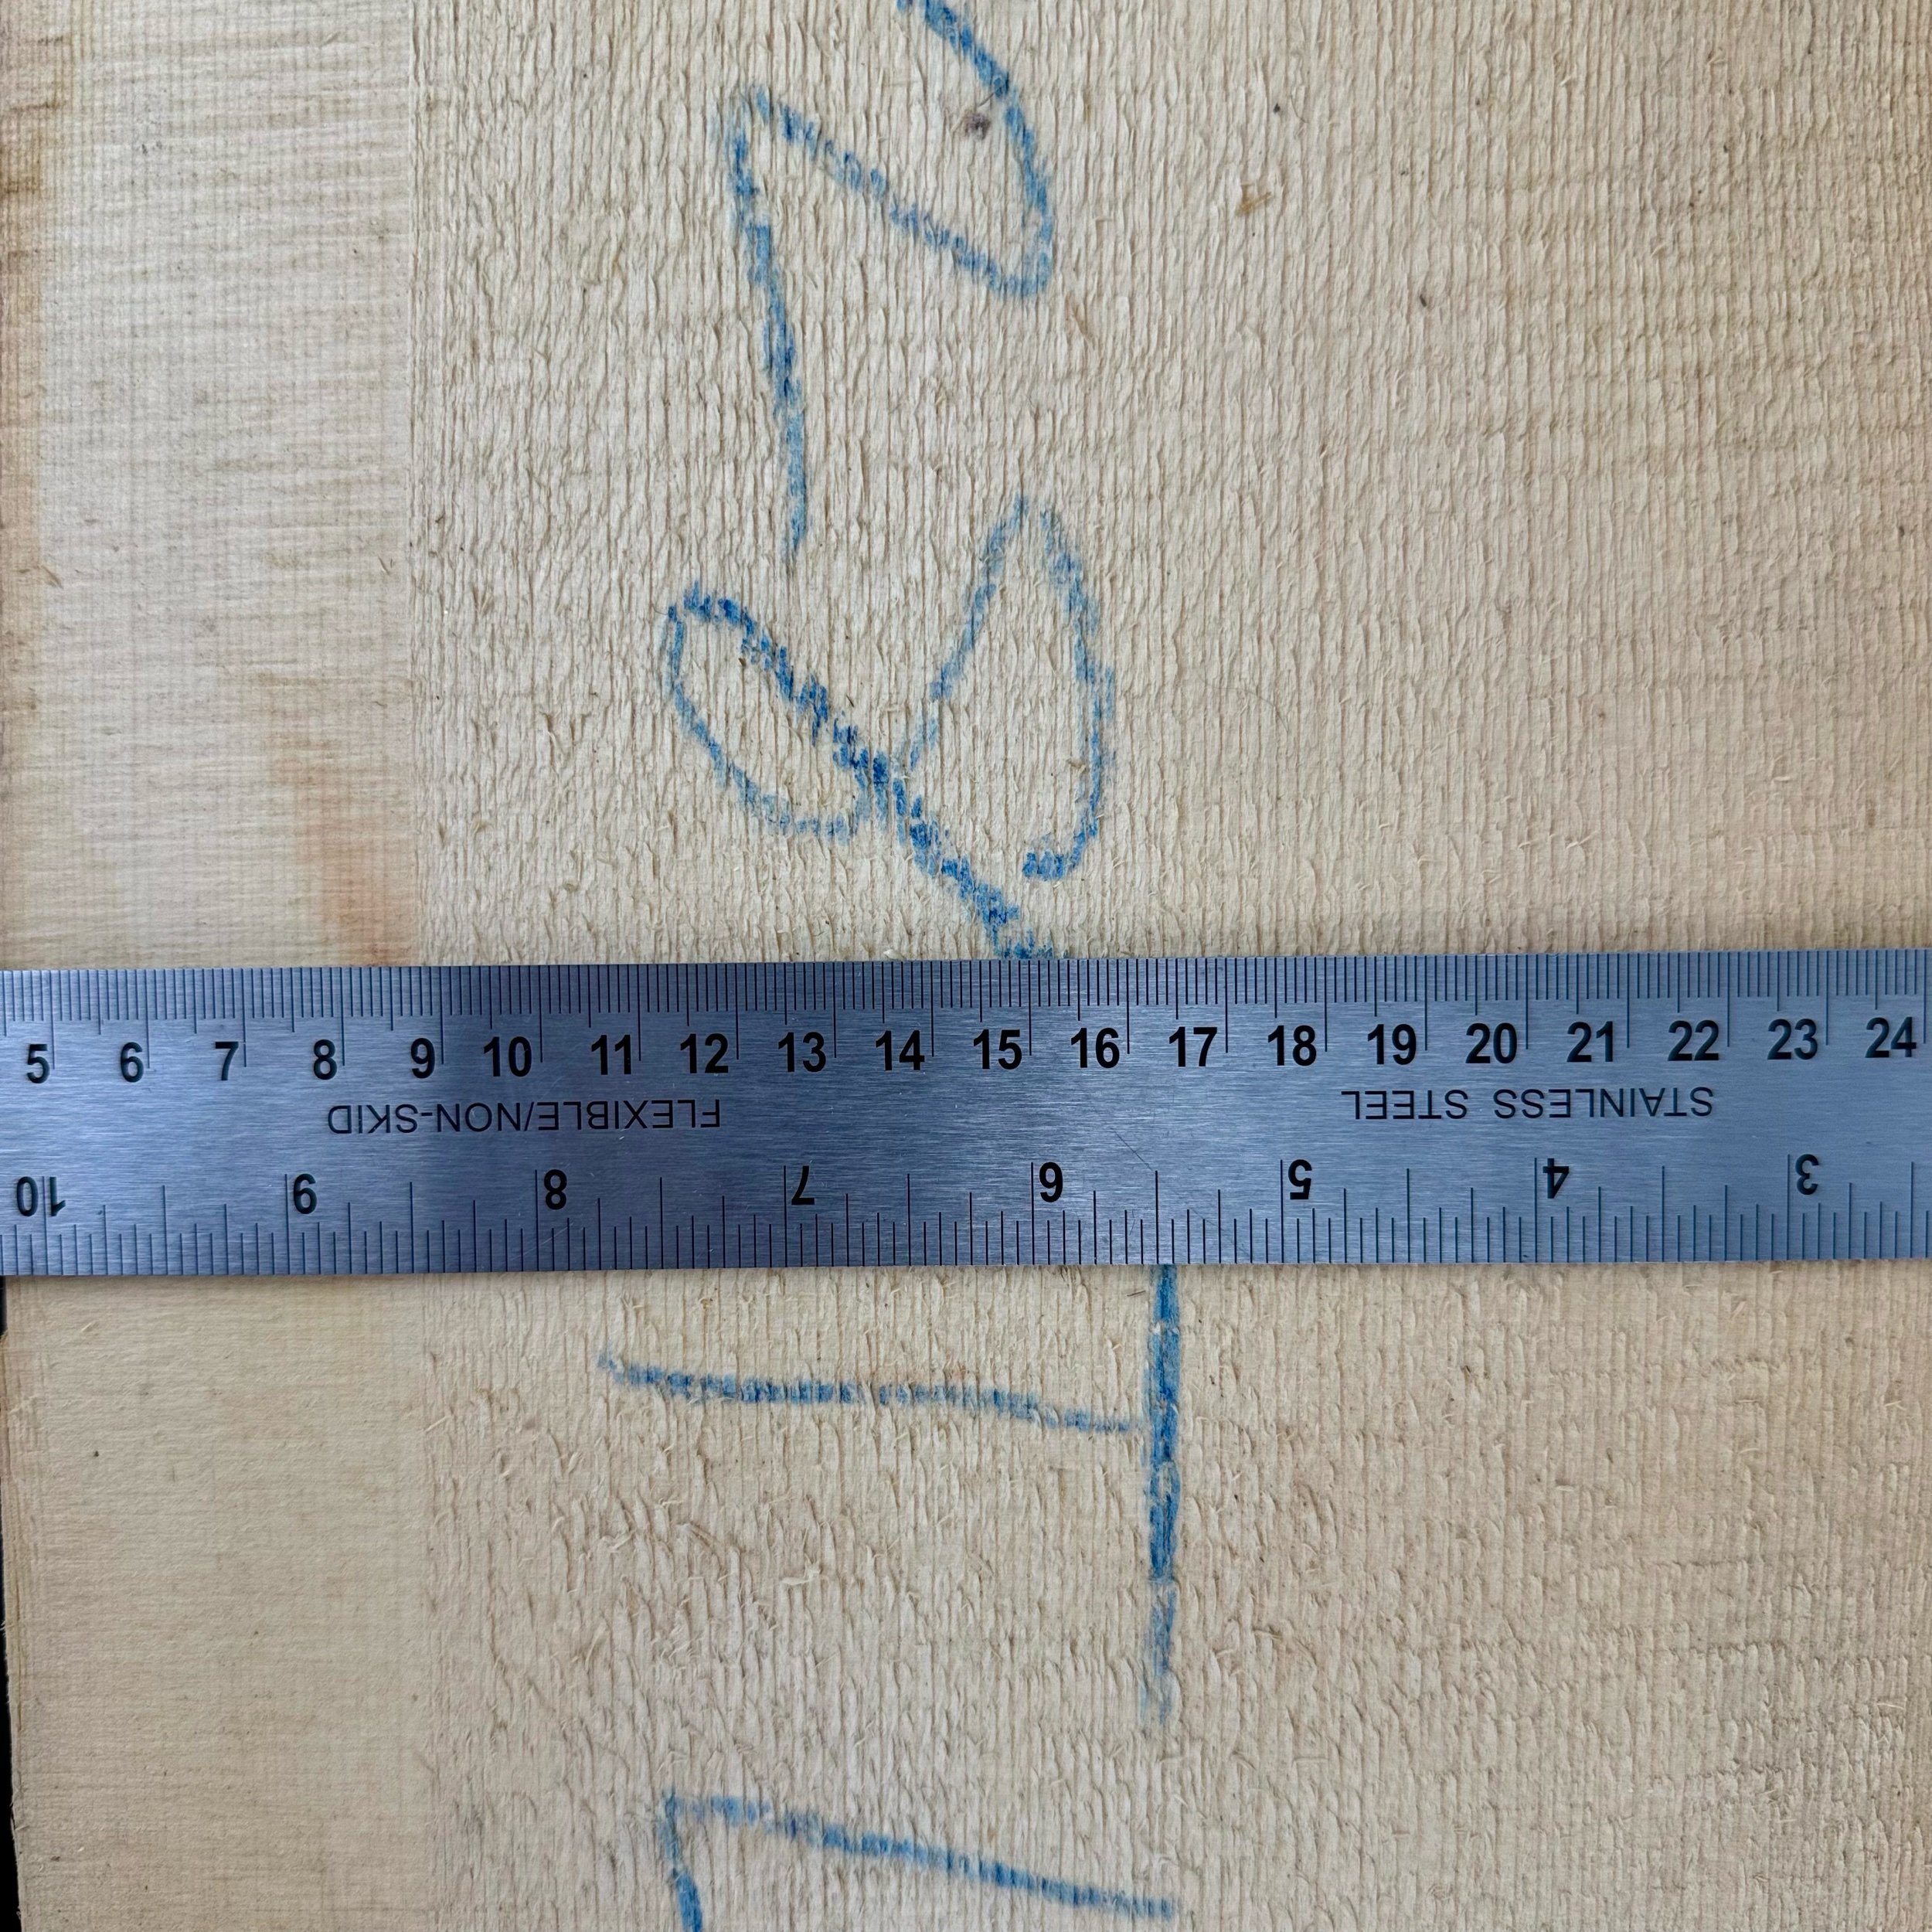 5 6 7 8 9 10 11 12 13 14 15 16 17 18 19 20 21 22 23 24
STAINLESS STEEL FLEXIBLE/NON-SKID
3 4 5 6 7 8 9 10